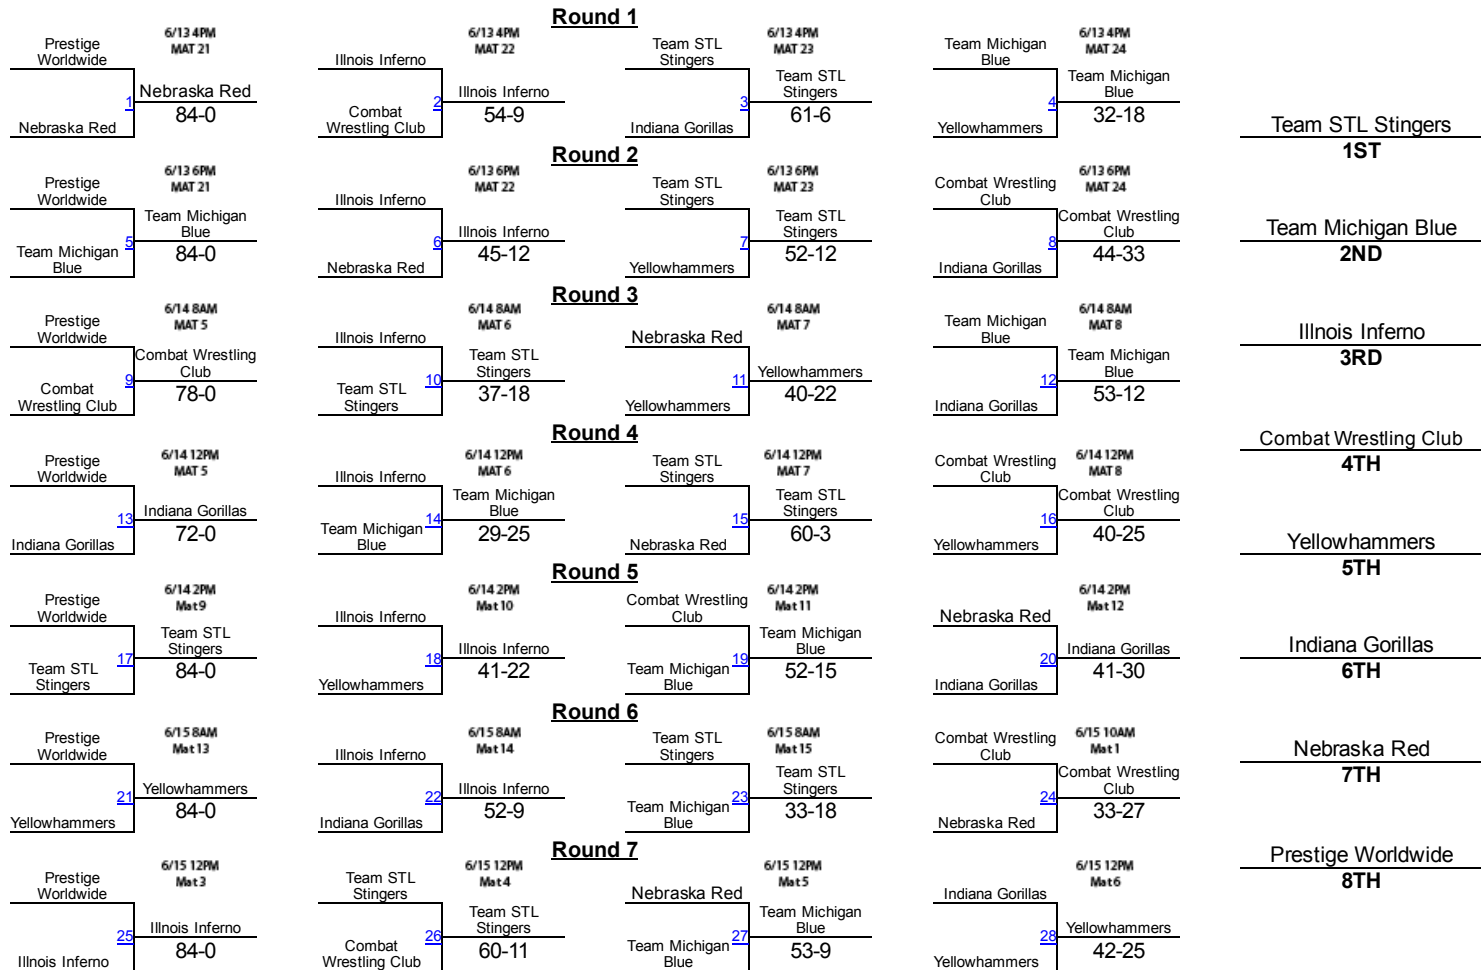 Round 1
Prestige
Worldwide
6/13 4PM
MAT 21
1
Nebraska Red
84-0
Nebraska Red
Illnois Inferno
6/13 4PM
MAT 22
2
Illnois Inferno
54-9
Combat
Wrestling Club
Team STL
Stingers
6/13 4PM
MAT 23
3
Team STL
Stingers
61-6
Indiana Gorillas
Team Michigan
Blue
6/13 4PM
MAT 24
4
Team Michigan
Blue
32-18
Yellowhammers
Round 2
Prestige
Worldwide
6/13 6PM
MAT 21
5
Team Michigan
Blue
84-0
Team Michigan
Blue
Illnois Inferno
6/13 6PM
MAT 22
6
Illnois Inferno
45-12
Nebraska Red
Team STL
Stingers
6/13 6PM
MAT 23
7
Team STL
Stingers
52-12
Yellowhammers
Combat Wrestling
Club
6/13 6PM
MAT 24
8
Combat Wrestling
Club
44-33
Indiana Gorillas
Round 3
Prestige
Worldwide
6/14 8AM
MAT 5
9
Combat Wrestling
Club
78-0
Combat
Wrestling Club
Illnois Inferno
6/14 8AM
MAT 6
10
Team STL
Stingers
37-18
Team STL
Stingers
Nebraska Red
6/14 8AM
MAT 7
11
Yellowhammers
40-22
Yellowhammers
Team Michigan
Blue
6/14 8AM
MAT 8
12
Team Michigan
Blue
53-12
Indiana Gorillas
Round 4
Prestige
Worldwide
6/14 12PM
MAT 5
13
Indiana Gorillas
72-0
Indiana Gorillas
Illnois Inferno
6/14 12PM
MAT 6
14
Team Michigan
Blue
29-25
Team Michigan
Blue
Team STL
Stingers
6/14 12PM
MAT 7
15
Team STL
Stingers
60-3
Nebraska Red
Combat Wrestling
Club
6/14 12PM
MAT 8
16
Combat Wrestling
Club
40-25
Yellowhammers
Round 5
Prestige
Worldwide
6/14 2PM
Mat 9
17
Team STL
Stingers
84-0
Team STL
Stingers
Illnois Inferno
6/14 2PM
Mat 10
18
Illnois Inferno
41-22
Yellowhammers
Combat Wrestling
Club
6/14 2PM
Mat 11
19
Team Michigan
Blue
52-15
Team Michigan
Blue
Nebraska Red
6/14 2PM
Mat 12
20
Indiana Gorillas
41-30
Indiana Gorillas
Round 6
Prestige
Worldwide
6/15 8AM
Mat 13
21
Yellowhammers
84-0
Yellowhammers
Illnois Inferno
6/15 8AM
Mat 14
22
Illnois Inferno
52-9
Indiana Gorillas
Team STL
Stingers
6/15 8AM
Mat 15
23
Team STL
Stingers
33-18
Team Michigan
Blue
Combat Wrestling
Club
6/15 10AM
Mat 1
24
Combat Wrestling
Club
33-27
Nebraska Red
Round 7
Prestige
Worldwide
6/15 12PM
Mat 3
25
Illnois Inferno
84-0
Illnois Inferno
Team STL
Stingers
6/15 12PM
Mat 4
26
Team STL
Stingers
60-11
Combat
Wrestling Club
Nebraska Red
6/15 12PM
Mat 5
27
Team Michigan
Blue
53-9
Team Michigan
Blue
Indiana Gorillas
6/15 12PM
Mat 6
28
Yellowhammers
42-25
Yellowhammers
Team STL Stingers
1ST
Team Michigan Blue
2ND
Illnois Inferno
3RD
Combat Wrestling Club
4TH
Yellowhammers
5TH
Indiana Gorillas
6TH
Nebraska Red
7TH
Prestige Worldwide
8TH